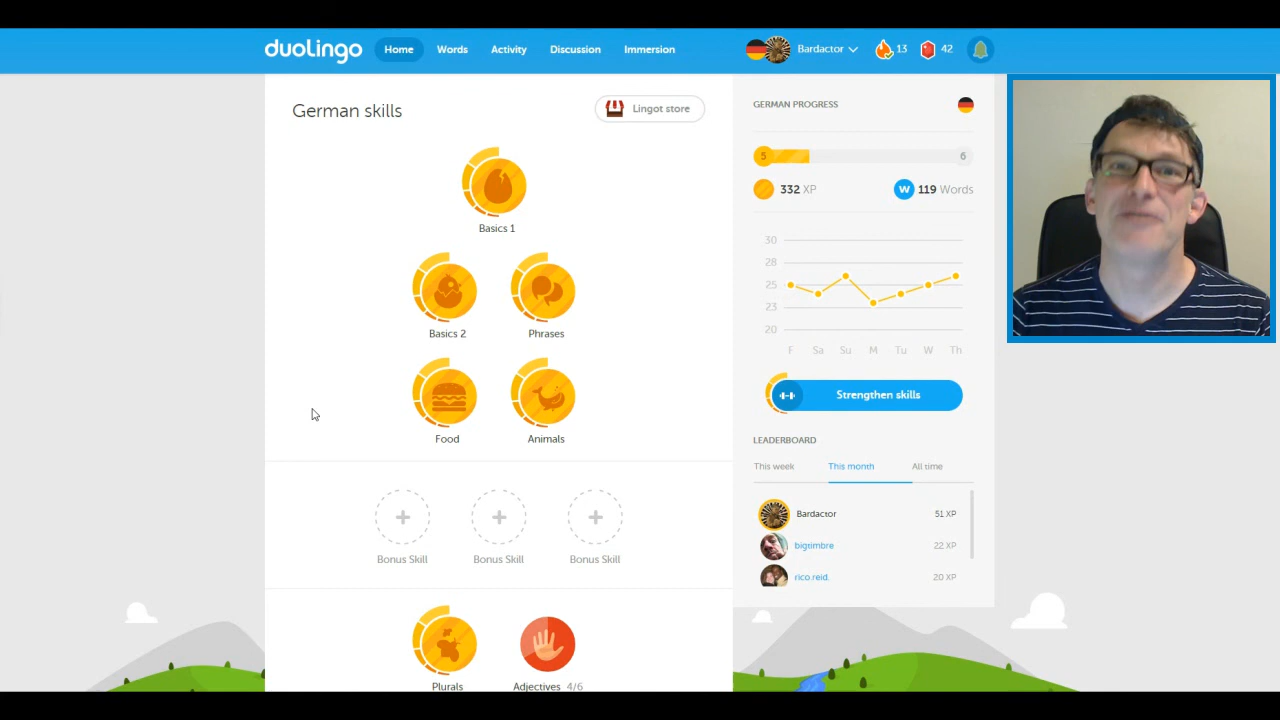 duolingo
Home
Words
Activity
Discussion
Immersion
Bardactor
13
42
German skills
Lingot store
Basics 1
Basics 2
Phrases
Food
Animals
Bonus Skill
Bonus Skill
Bonus Skill
Plurals
Adjectives 4/6
GERMAN PROGRESS
5
6
332 XP
W 119 Words
30
28
25
23
20
F Sa Su M Tu W Th
Strengthen skills
LEADERBOARD
This week
This month
All time
Bardactor 51 XP
bigtimbre 22 XP
rico reid. 20 XP